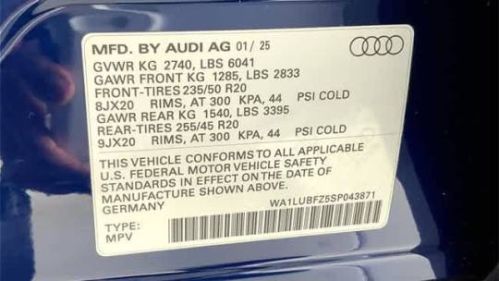 MFD. BY AUDI AG 01/25
GVWR KG 2740, LBS 6041
GAWR FRONT KG 1285, LBS 2833
FRONT-TIRES 235/50 R20
8JX20 RIMS, AT 300 KPA, 44 PSI COLD
GAWR REAR KG 1540, LBS 3395
REAR-TIRES 255/45 R20
9JX20 RIMS, AT 300 KPA, 44 PSI COLD
THIS VEHICLE CONFORMS TO ALL APPLICABLE
U.S. FEDERAL MOTOR VEHICLE SAFETY
STANDARDS IN EFFECT ON THE DATE OF
MANUFACTURE SHOWN ABOVE.
GERMANY WA1LUBFZ5SP043871
TYPE:
MPV